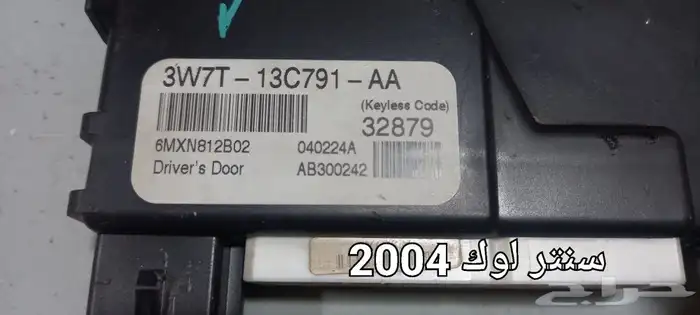 3W7T-13C791-AA
(Keyless Code)
32879
6MXN812B02 040224A
Driver's Door AB300242
سنتر لوك 2004
حراج